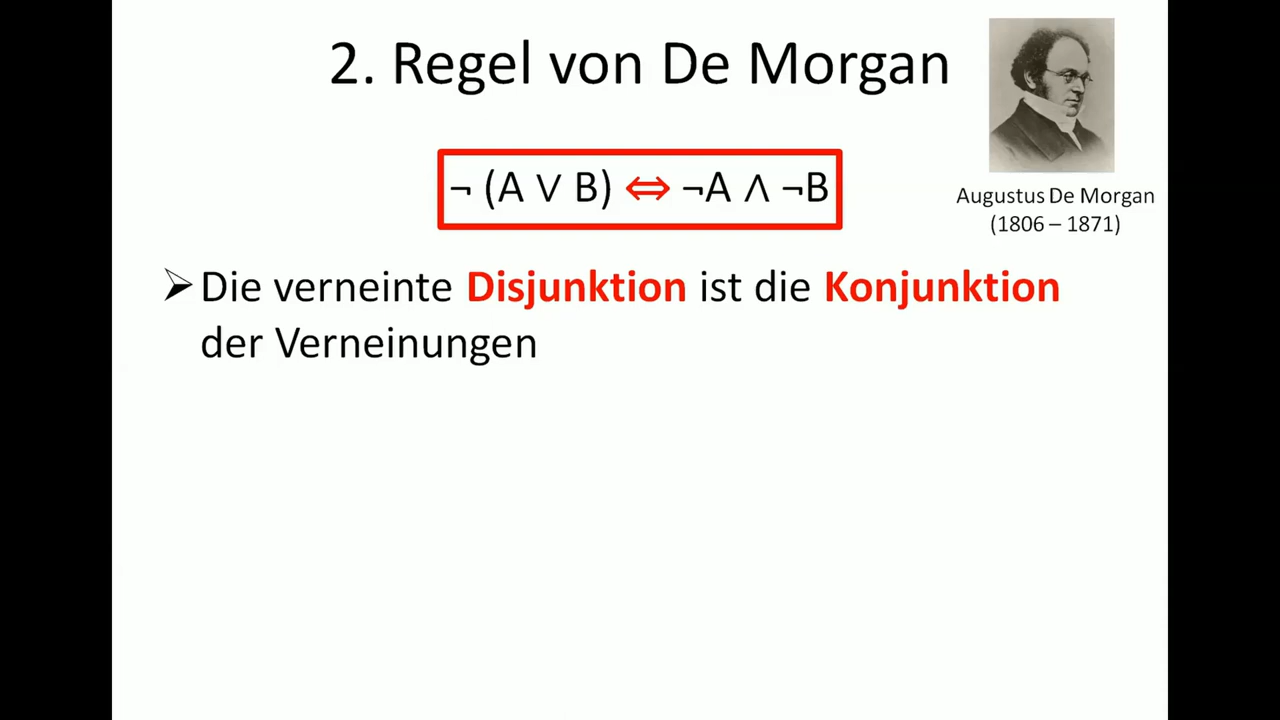 2. Regel von De Morgan
¬ (A ∨ B) ⇔ ¬A ∧ ¬B
Augustus De Morgan
(1806 – 1871)
➢ Die verneinte Disjunktion ist die Konjunktion
der Verneinungen